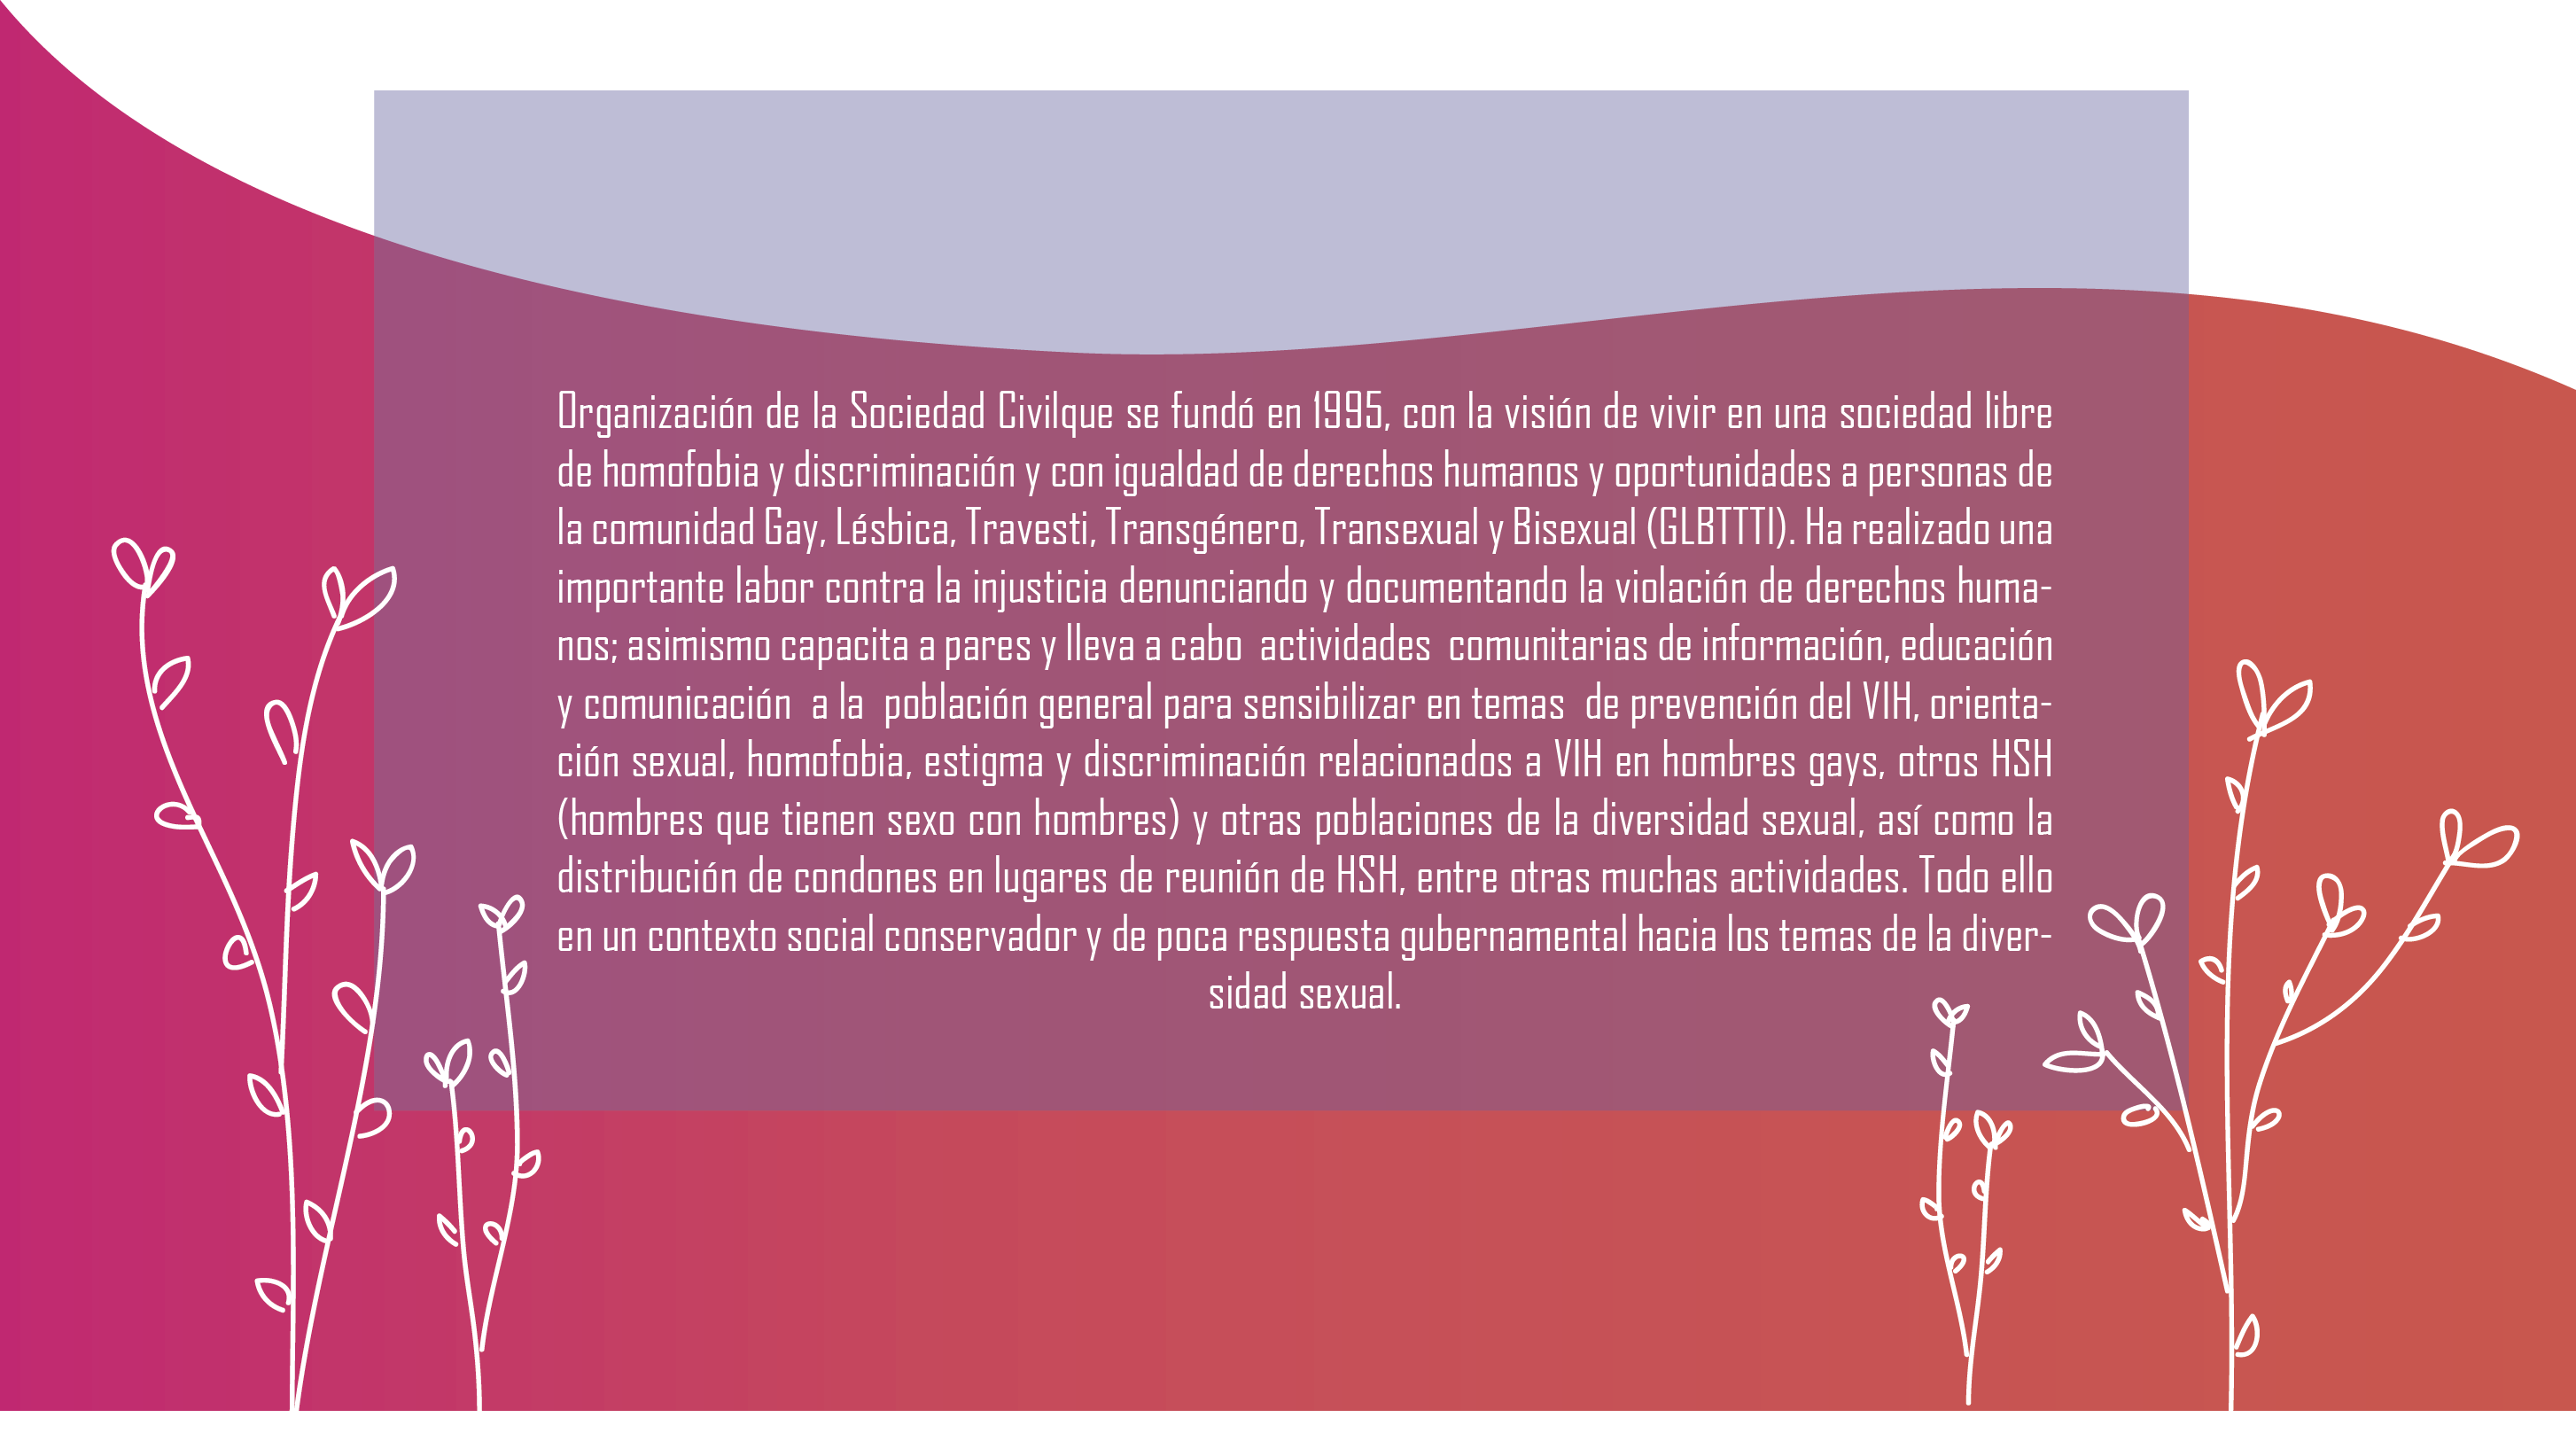 Organización de la Sociedad Civilque se fundó en 1995, con la visión de vivir en una sociedad libre
de homofobia y discriminación y con igualdad de derechos humanos y oportunidades a personas de
la comunidad Gay, Lésbica, Travesti, Transgénero, Transexual y Bisexual (GLBTTTI). Ha realizado una
importante labor contra la injusticia denunciando y documentando la violación de derechos huma-
nos; asimismo capacita a pares y lleva a cabo  actividades  comunitarias de información, educación
y comunicación  a la  población general para sensibilizar en temas  de prevención del VIH, orienta-
ción sexual, homofobia, estigma y discriminación relacionados a VIH en hombres gays, otros HSH
(hombres que tienen sexo con hombres) y otras poblaciones de la diversidad sexual, así como la
distribución de condones en lugares de reunión de HSH, entre otras muchas actividades. Todo ello
en un contexto social conservador y de poca respuesta gubernamental hacia los temas de la diver-
sidad sexual.